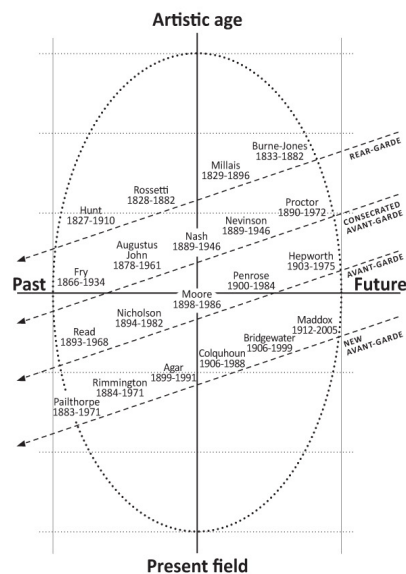 Artistic age
Burne-Jones
1833-1882
REAR-GARDE
Millais
1829-1896
Rossetti
1828-1882
Hunt
1827-1910
Proctor
1890-1972
CONSECRATED
AVANT-GARDE
Nevinson
1889-1946
Nash
1889-1946
Augustus
John
1878-1961
Fry
1866-1934
Hepworth
1903-1975
AVANT-GARDE
Penrose
1900-1984
Past
Future
Moore
1898-1986
Nicholson
1894-1982
Read
1893-1968
Maddox
1912-2005
NEW
AVANT-GARDE
Bridgewater
1906-1999
Colquhoun
1906-1988
Agar
1899-1991
Rimmington
1884-1971
Pailthorpe
1883-1971
Present field